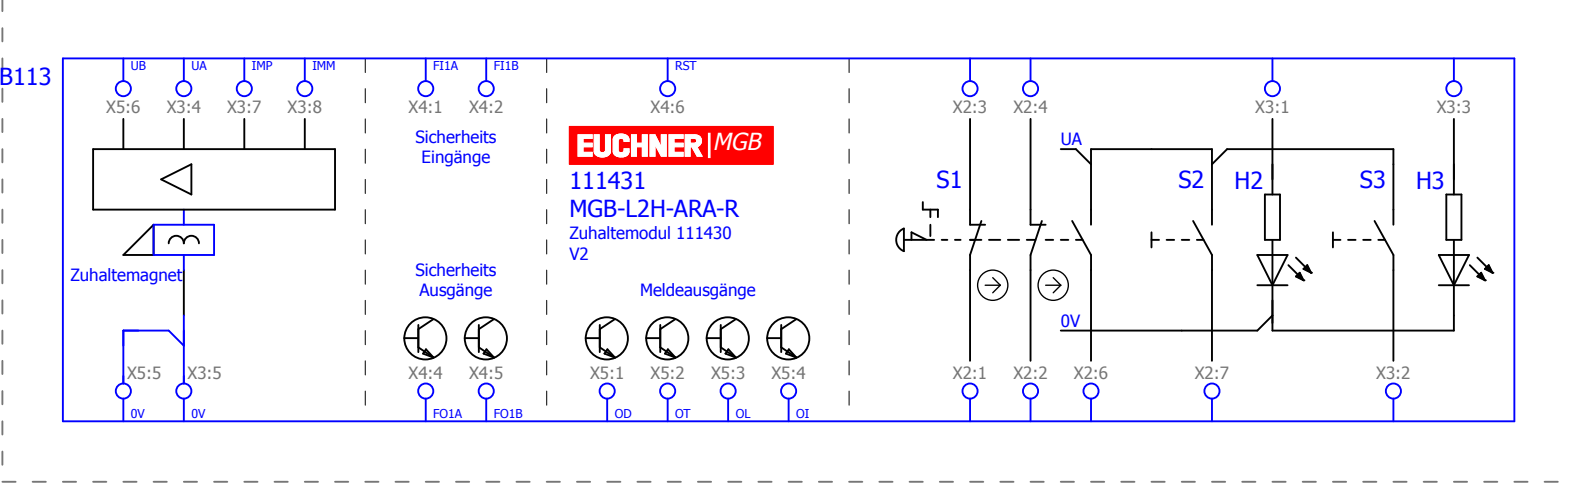 UB UA IMP IMM FI1A FI1B RST
B113
X5:6 X3:4 X3:7 X3:8 X4:1 X4:2 X4:6 X2:3 X2:4 X3:1 X3:3
Sicherheits
Eingänge
EUCHNER|MGB
UA
111431
S1 S2 H2 S3 H3
MGB-L2H-ARA-R
Zuhaltemodul 111430
V2
Zuhaltemagnet
Sicherheits
Ausgänge
Meldeausgänge
0V
X5:5 X3:5 X4:4 X4:5 X5:1 X5:2 X5:3 X5:4 X2:1 X2:2 X2:6 X2:7 X3:2
0V 0V FO1A FO1B OD OT OL OI